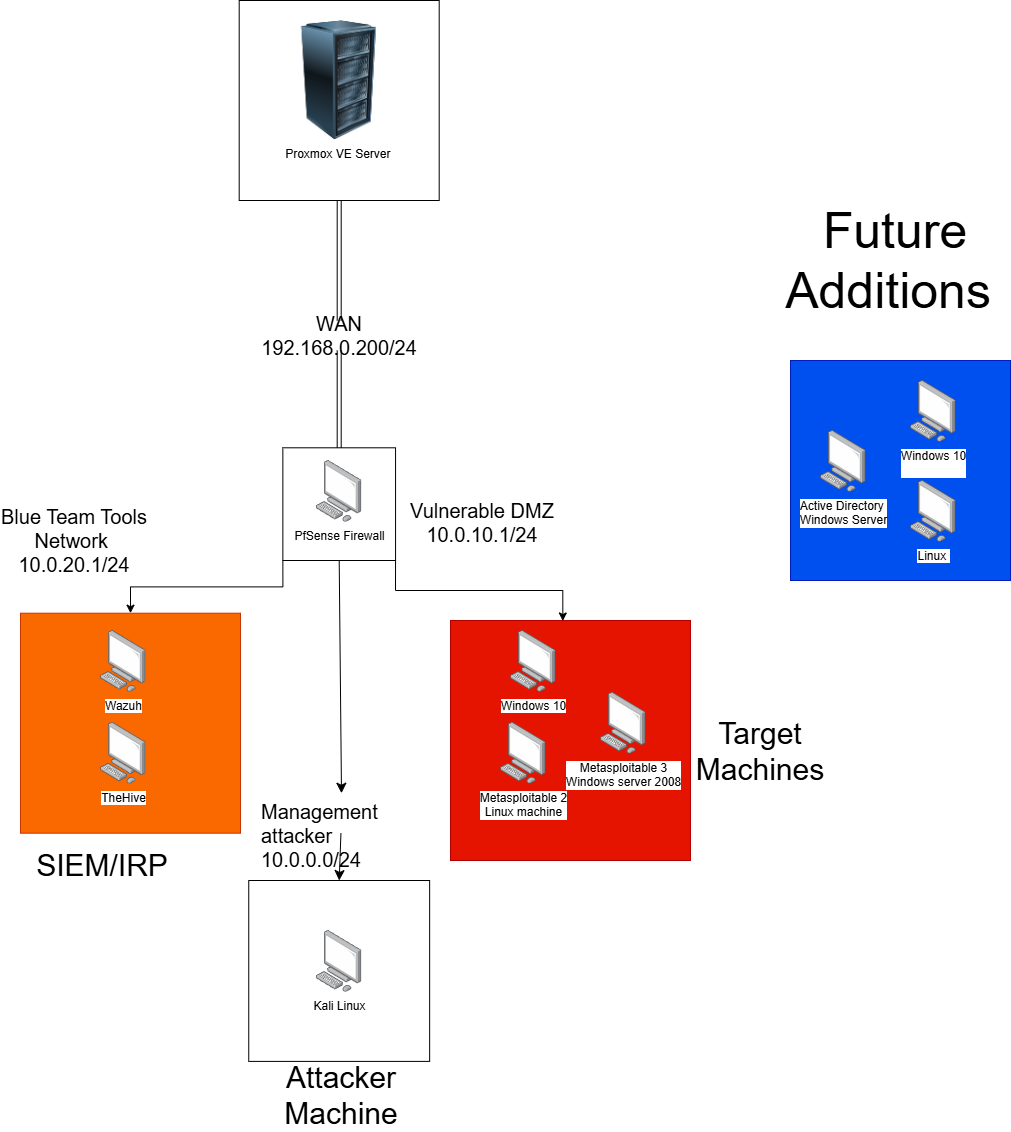 Proxmox VE Server
Future
Additions
WAN
192.168.0.200/24
Windows 10
Active Directory
Windows Server
Linux
PfSense Firewall
Blue Team Tools
Network
10.0.20.1/24
Vulnerable DMZ
10.0.10.1/24
Wazuh
TheHive
SIEM/IRP
Windows 10
Metasploitable 3
Windows server 2008
Metasploitable 2
Linux machine
Target
Machines
Management
attacker
10.0.0.0/24
Kali Linux
Attacker
Machine